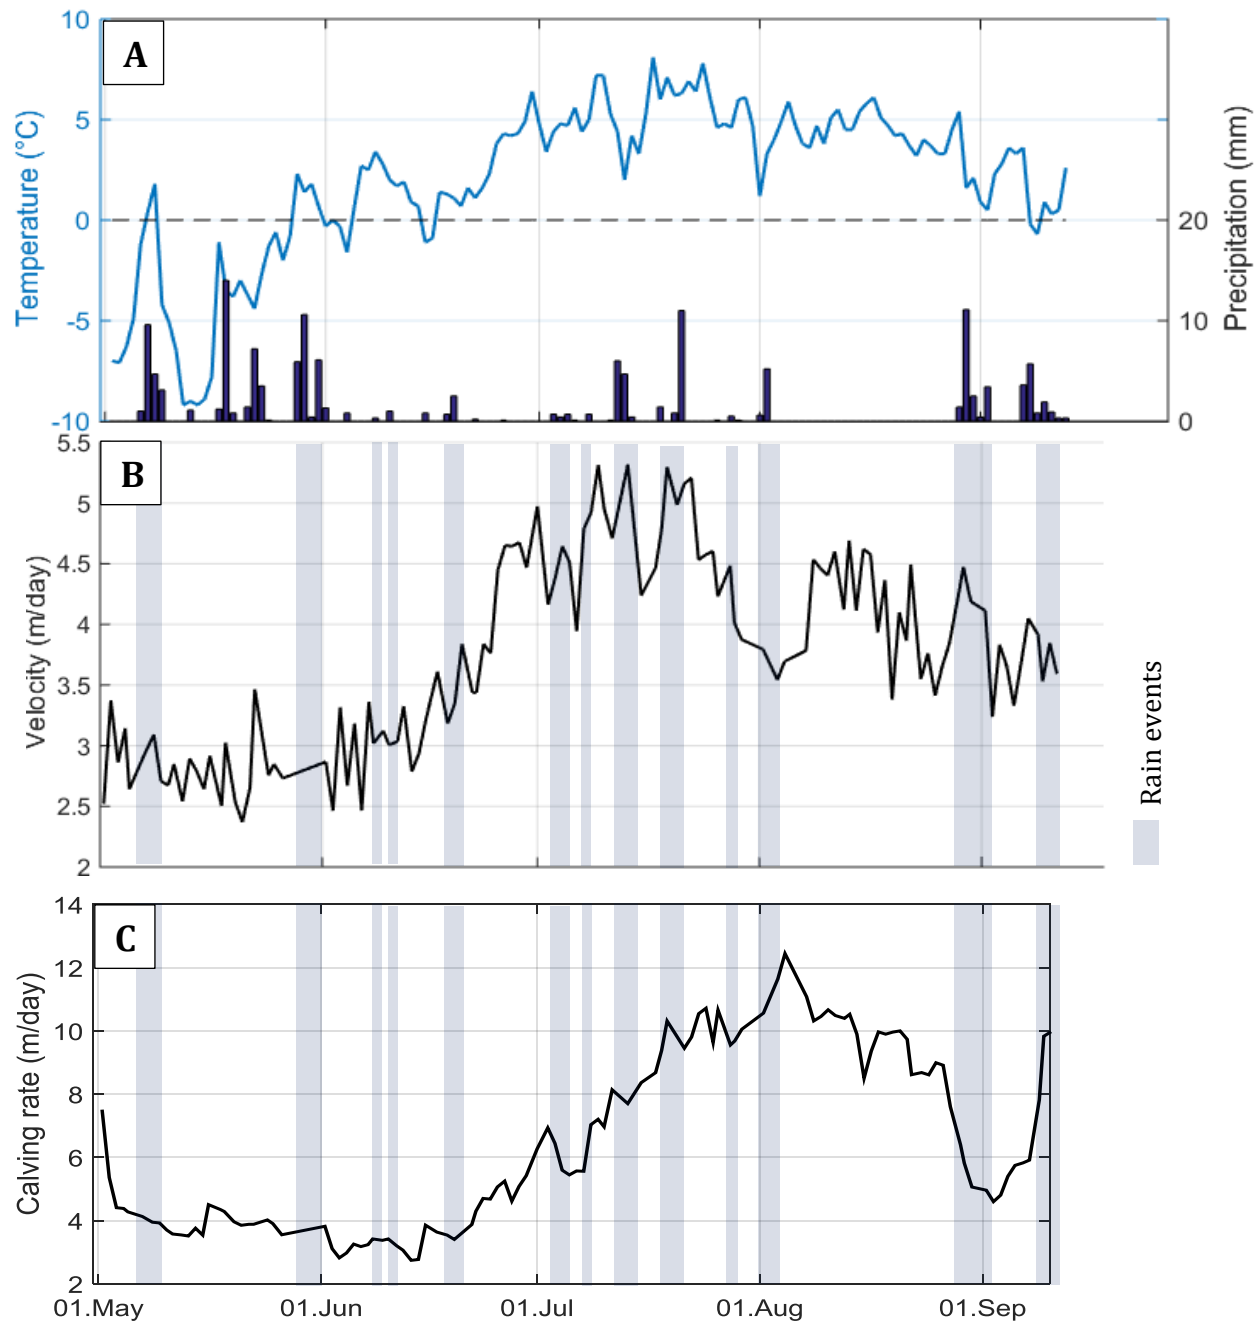 A
10
5
0
-5
-10
Temperature (°C)
20
10
0
Precipitation (mm)
B
5.5
5
4.5
4
3.5
3
2.5
2
Velocity (m/day)
Rain events
C
14
12
10
8
6
4
2
Calving rate (m/day)
01.May
01.Jun
01.Jul
01.Aug
01.Sep